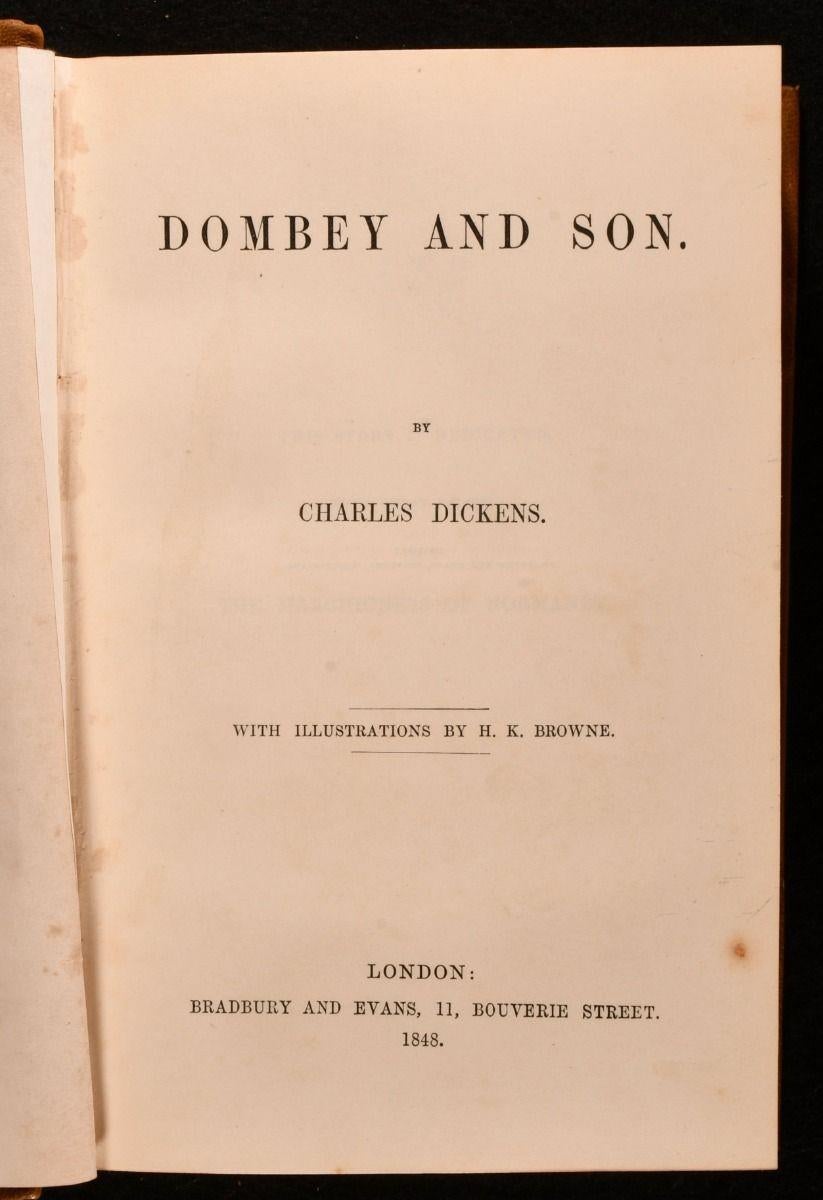 DOMBEY AND SON.
BY
CHARLES DICKENS.
WITH ILLUSTRATIONS BY H. K. BROWNE.
LONDON:
BRADBURY AND EVANS, 11, BOUVERIE STREET.
1848.